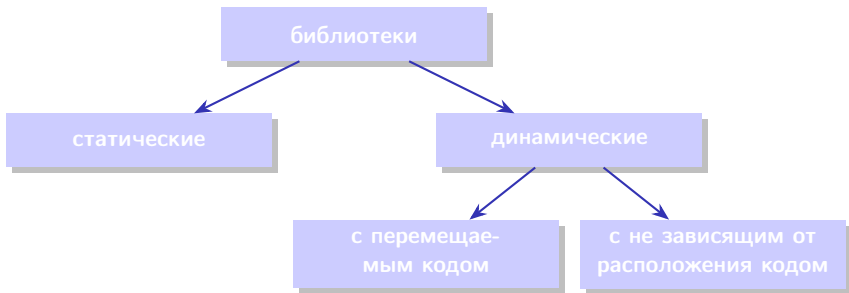 библиотеки
статические
динамические
с перемещае-
мым кодом
с не зависящим от
расположения кодом